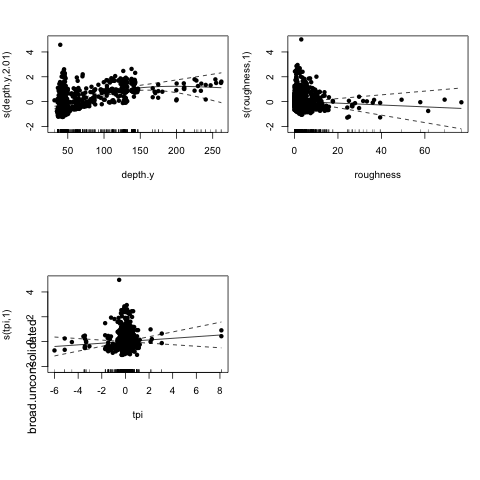 s(depth.y,2.01)
4
2
0
-2
50 100 150 200 250
depth.y
s(roughness,1)
4
2
0
-2
0 20 40 60
roughness
broad.unconsolidated
s(tpi,1)
4
2
0
-2
-6 -4 -2 0 2 4 6 8
tpi